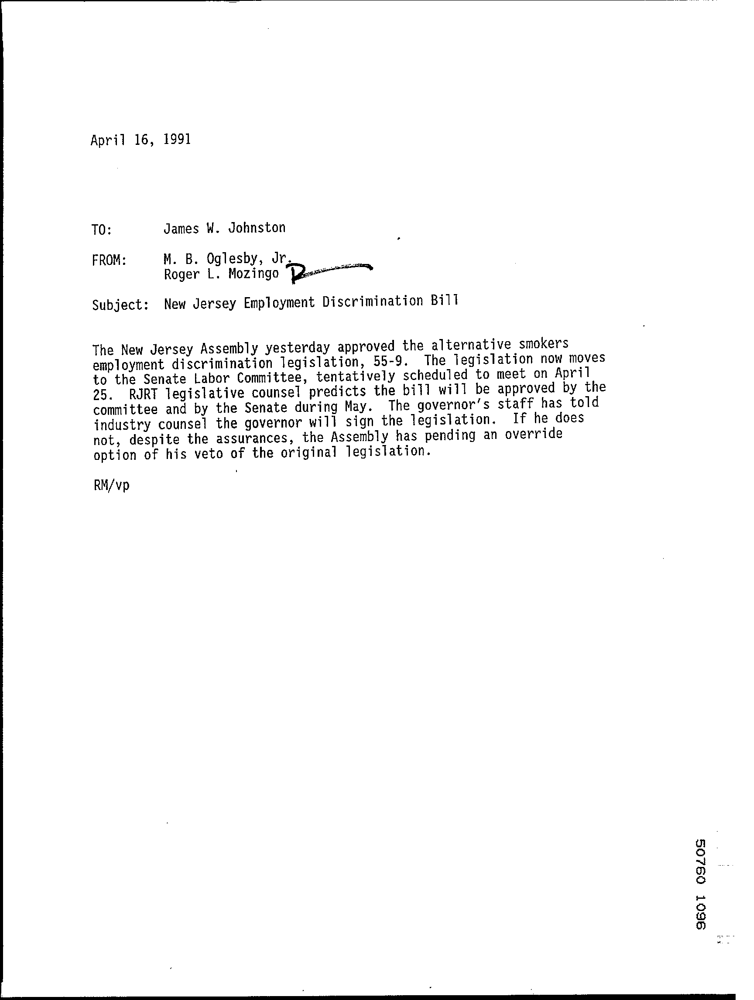 April 16, 1991
TO: James W. Johnston
FROM: M. B. Oglesby, Jr.
Roger L. Mozingo
Subject: New Jersey Employment Discrimination Bill
The New Jersey Assembly yesterday approved the alternative smokers
employment discrimination legislation, 55-9. The legislation now moves
to the Senate Labor Committee, tentatively scheduled to meet on April
25. RJRT legislative counsel predicts the bill will be approved by the
committee and by the Senate during May. The governor's staff has told
industry counsel the governor will sign the legislation. If he does
not, despite the assurances, the Assembly has pending an override
option of his veto of the original legislation.
RM/vp
50760 1096